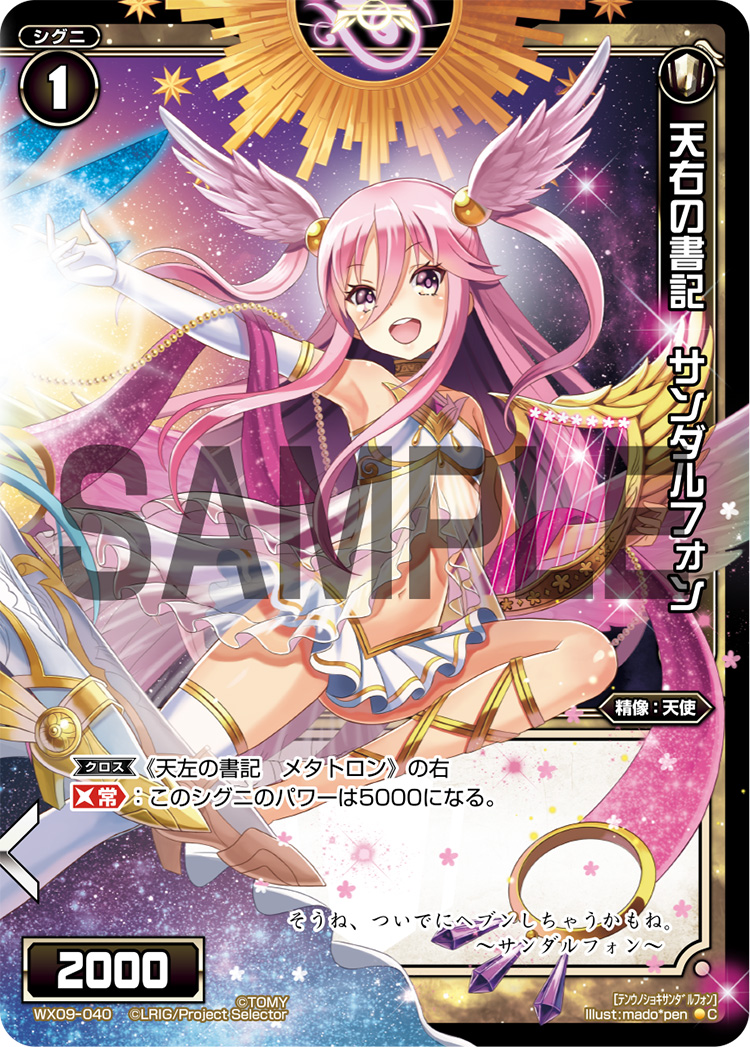 シグニ
1
天右の書記　サンダルフォン
SAMPLE
精像：天使
クロス 《天左の書記　メタトロン》の右
常：このシグニのパワーは5000になる。
そうね、ついでにヘブンしちゃうかもね。
～サンダルフォン～
2000
[テンウノショキサンダルフォン]
©TOMY
WX09-040 ©LRIG/Project Selector
Illust:mado*pen C